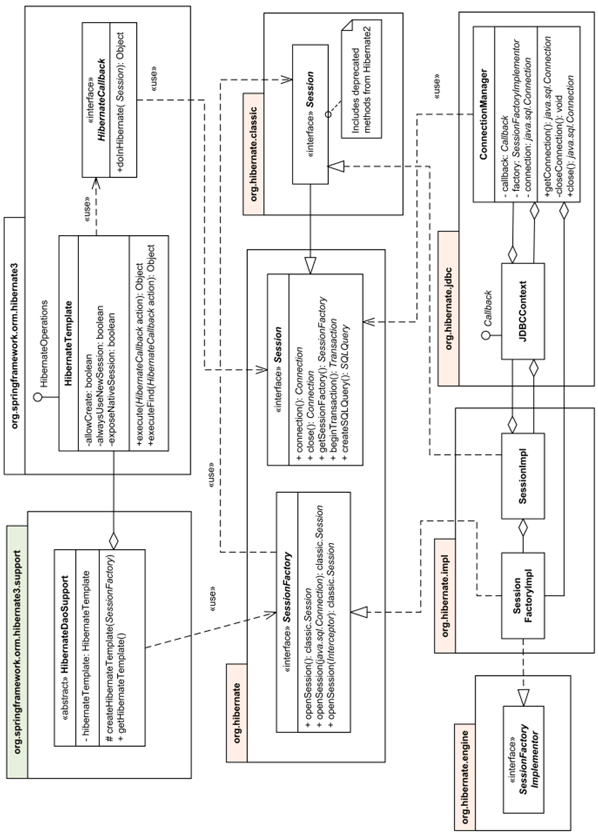 org.springframework.orm.hibernate3.support
«abstract» HibernateDaoSupport
- hibernateTemplate: HibernateTemplate
# createHibernateTemplate(SessionFactory)
+ getHibernateTemplate()
org.springframework.orm.hibernate3
HibernateOperations
HibernateTemplate
-allowCreate: boolean
-alwaysUseNewSession: boolean
-exposeNativeSession: boolean
+execute(HibernateCallback action): Object
+executeFind(HibernateCallback action): Object
«use»
«interface»
HibernateCallback
+doInHibernate( Session): Object
«use»
«use»
«use»
org.hibernate
«interface» SessionFactory
+ openSession(): classic.Session
+ openSession(java.sql.Connection): classic.Session
+ openSession(Interceptor): classic.Session
«interface» Session
+ connection(): Connection
+ close(): Connection
+ getSessionFactory(): SessionFactory
+ beginTransaction(): Transaction
+ createSQLQuery(): SQLQuery
org.hibernate.classic
«interface» Session
Includes deprecated
methods from Hibernate2
«use»
org.hibernate.engine
«interface»
SessionFactory
Implementor
org.hibernate.impl
Session
FactoryImpl
SessionImpl
org.hibernate.jdbc
Callback
JDBCContext
ConnectionManager
- callback: Callback
- factory: SessionFactoryImplementor
- connection: java.sql.Connection
+getConnection(): java.sql.Connection
-closeConnection(): void
+close(): java.sql.Connection